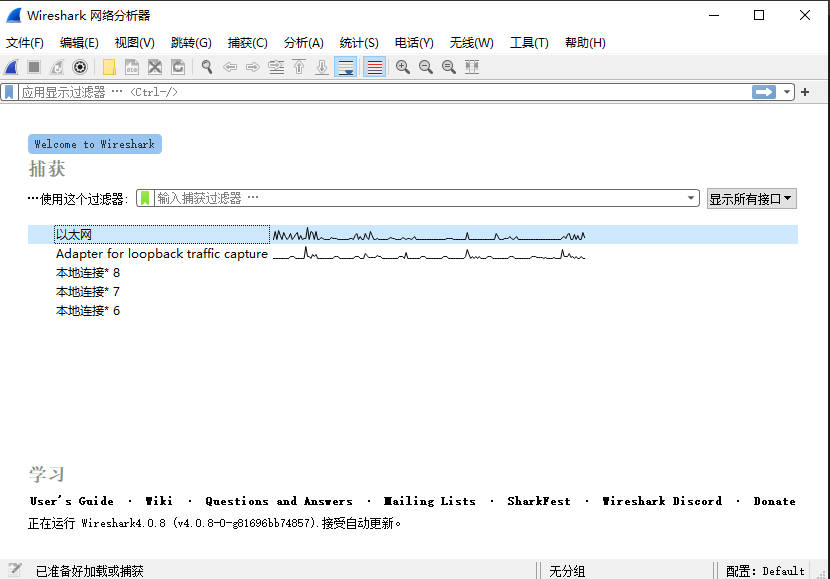 Wireshark 网络分析器
文件(F) 编辑(E) 视图(V) 跳转(G) 捕获(C) 分析(A) 统计(S) 电话(Y) 无线(W) 工具(T) 帮助(H)
应用显示过滤器 … <Ctrl-/>
Welcome to Wireshark
捕获
…使用这个过滤器: 输入捕获过滤器 … 显示所有接口
以太网
Adapter for loopback traffic capture
本地连接* 8
本地连接* 7
本地连接* 6
学习
User's Guide · Wiki · Questions and Answers · Mailing Lists · SharkFest · Wireshark Discord · Donate
正在运行 Wireshark4.0.8 (v4.0.8-0-g81696bb74857).接受自动更新。
已准备好加载或捕获 无分组 配置: Default